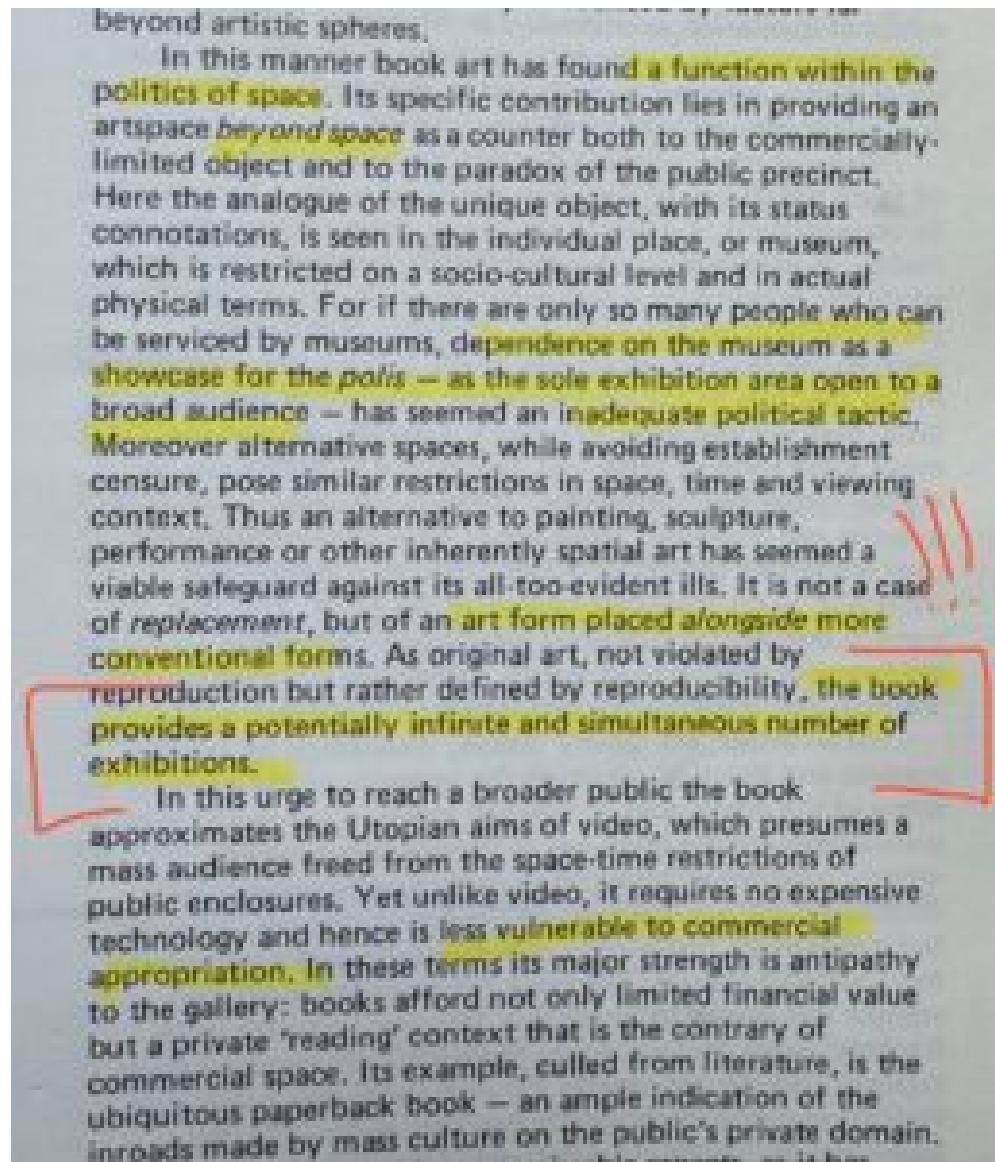 beyond artistic spheres.
In this manner book art has found a function within the
politics of space. Its specific contribution lies in providing an
artspace beyond space as a counter both to the commercially-
limited object and to the paradox of the public precinct.
Here the analogue of the unique object, with its status
connotations, is seen in the individual place, or museum,
which is restricted on a socio-cultural level and in actual
physical terms. For if there are only so many people who can
be serviced by museums, dependence on the museum as a
showcase for the polis — as the sole exhibition area open to a
broad audience — has seemed an inadequate political tactic.
Moreover alternative spaces, while avoiding establishment
censure, pose similar restrictions in space, time and viewing
context. Thus an alternative to painting, sculpture,
performance or other inherently spatial art has seemed a
viable safeguard against its all-too-evident ills. It is not a case
of replacement, but of an art form placed alongside more
conventional forms. As original art, not violated by
reproduction but rather defined by reproducibility, the book
provides a potentially infinite and simultaneous number of
exhibitions.
In this urge to reach a broader public the book
approximates the Utopian aims of video, which presumes a
mass audience freed from the space-time restrictions of
public enclosures. Yet unlike video, it requires no expensive
technology and hence is less vulnerable to commercial
appropriation. In these terms its major strength is antipathy
to the gallery: books afford not only limited financial value
but a private 'reading' context that is the contrary of
commercial space. Its example, culled from literature, is the
ubiquitous paperback book — an ample indication of the
inroads made by mass culture on the public's private domain.